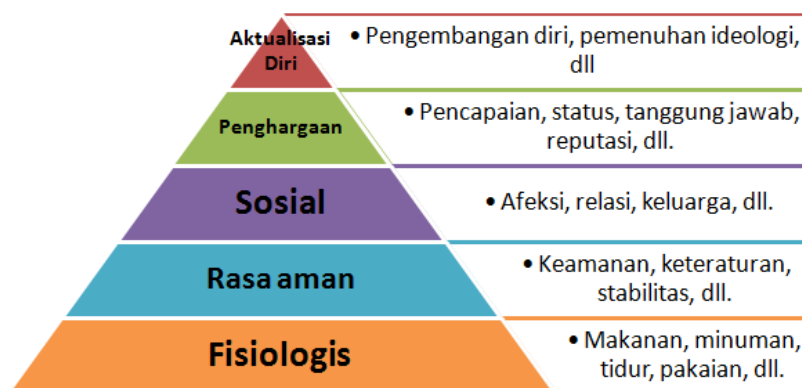 Aktualisasi
Diri
• Pengembangan diri, pemenuhan ideologi,
dll
Penghargaan
• Pencapaian, status, tanggung jawab,
reputasi, dll.
Sosial
• Afeksi, relasi, keluarga, dll.
Rasa aman
• Keamanan, keteraturan,
stabilitas, dll.
Fisiologis
• Makanan, minuman,
tidur, pakaian, dll.